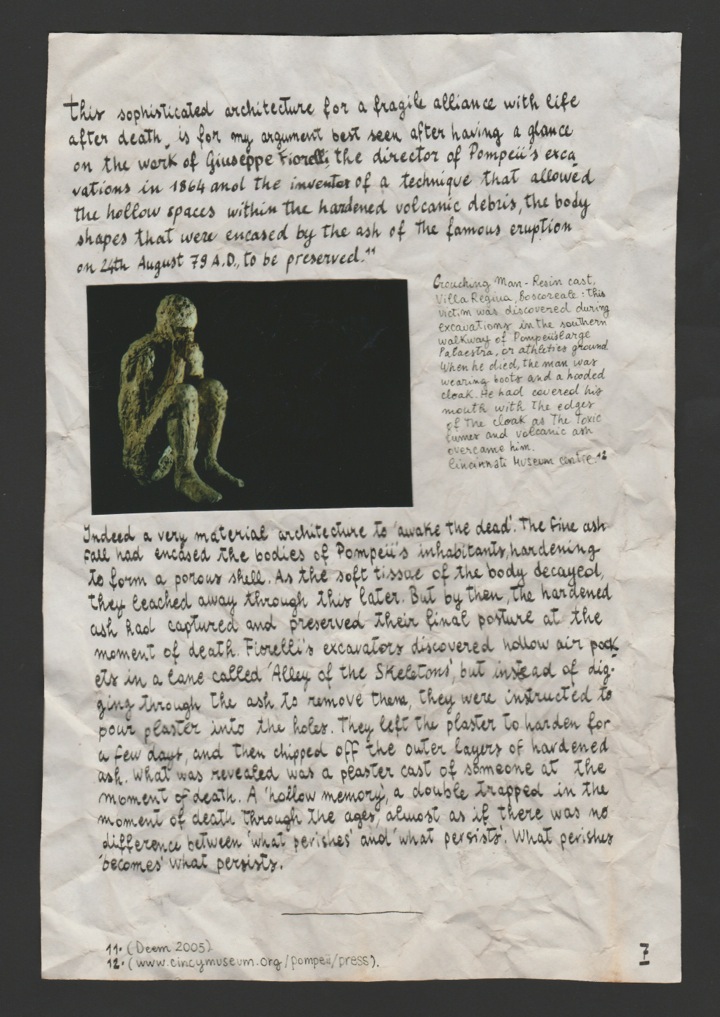 This sophisticated architecture for a fragile alliance with life
after death, is for my argument best seen after having a glance
on the work of Giuseppe Fiorelli, the director of Pompeii's exca
vations in 1864 and the inventor of a technique that allowed
the hollow spaces within the hardened volcanic debris, the body
shapes that were encased by the ash of the famous eruption
on 24th August 79 A.D., to be preserved.11
Crouching Man - Resin cast,
Villa Regina, Boscoreale: This
victim was discovered during
excavations in the southern
walkway of Pompeiislarge
Palaestra, or athletics ground
When he died, the man was
wearing boots and a hooded
cloak. He had covered his
mouth with the edges
of the cloak as the toxic
fumes and volcanic ash
overcame him.
Cincinnati Museum Centre.12
Indeed a very material architecture to 'awake the dead'. The fine ash
fall had encased the bodies of Pompeii's inhabitants, hardening
to form a porous shell. As the soft tissae of the body decayed,
they leached away through this later. But by then, the hardened
ash had captured and preserved their final posture at the
moment of death. Fiorelli's excavators discovered hollow air pock
ets in a lane called 'Alley of the Skeletons', but instead of dig-
ging through the ash to remove them, they were instructed to
pour plaster into the holes. They left the plaster to harden for
a few days, and then chipped off the outer layers of hardened
ash. What was revealed was a plaster cast of someone at the
moment of death. A 'hollow memory', a double trapped in the
moment of death through the ages, almost as if there was no
difference between 'what perishes' and 'what persists'. What perishes
'becomes' what persists.
11. (Deem 2005)
12. (www.cincymuseum.org/pompeii/press).
7